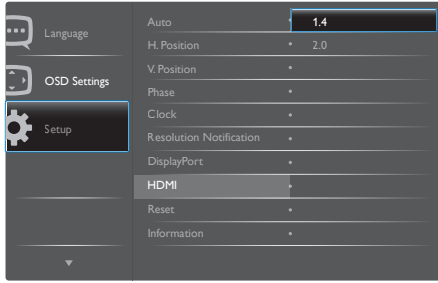 Language
OSD Settings
Setup
Auto
H. Position
V. Position
Phase
Clock
Resolution Notification
DisplayPort
HDMI
Reset
Information
1.4
2.0